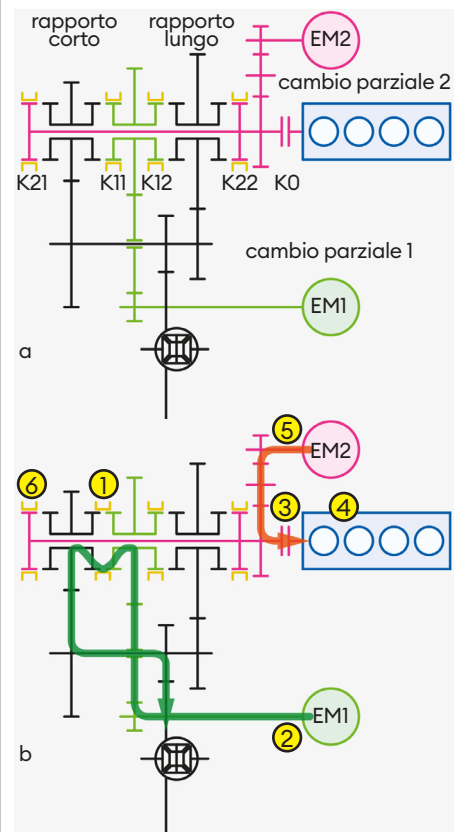 rapporto
corto
rapporto
lungo
EM2
cambio parziale 2
K21
K11
K12
K22
K0
cambio parziale 1
EM1
a
5
EM2
6
1
3
4
EM1
2
b